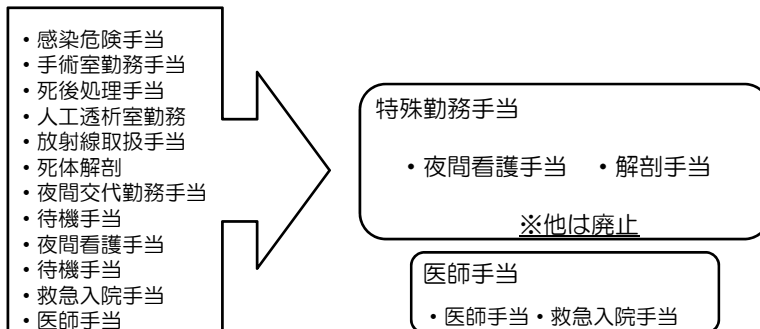 ・感染危険手当
・手術室勤務手当
・死後処理手当
・人工透析室勤務
・放射線取扱手当
・死体解剖
・夜間交代勤務手当
・待機手当
・夜間看護手当
・待機手当
・救急入院手当
・医師手当
特殊勤務手当
・夜間看護手当 ・解剖手当
※他は廃止
医師手当
・医師手当・救急入院手当